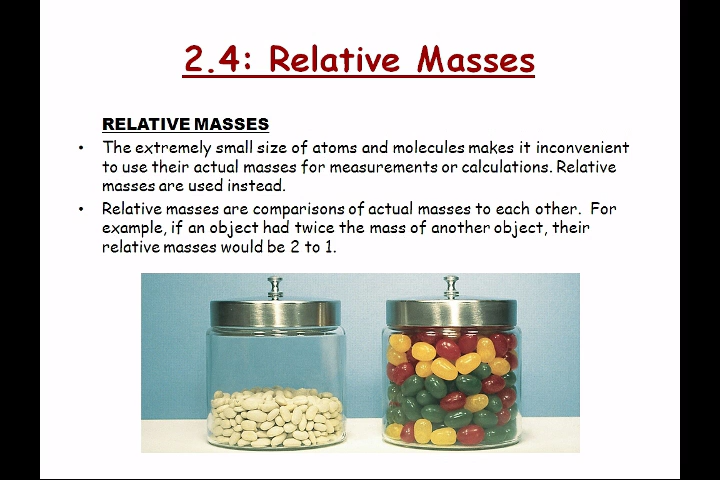 2.4: Relative Masses
RELATIVE MASSES
• The extremely small size of atoms and molecules makes it inconvenient
to use their actual masses for measurements or calculations. Relative
masses are used instead.
• Relative masses are comparisons of actual masses to each other. For
example, if an object had twice the mass of another object, their
relative masses would be 2 to 1.